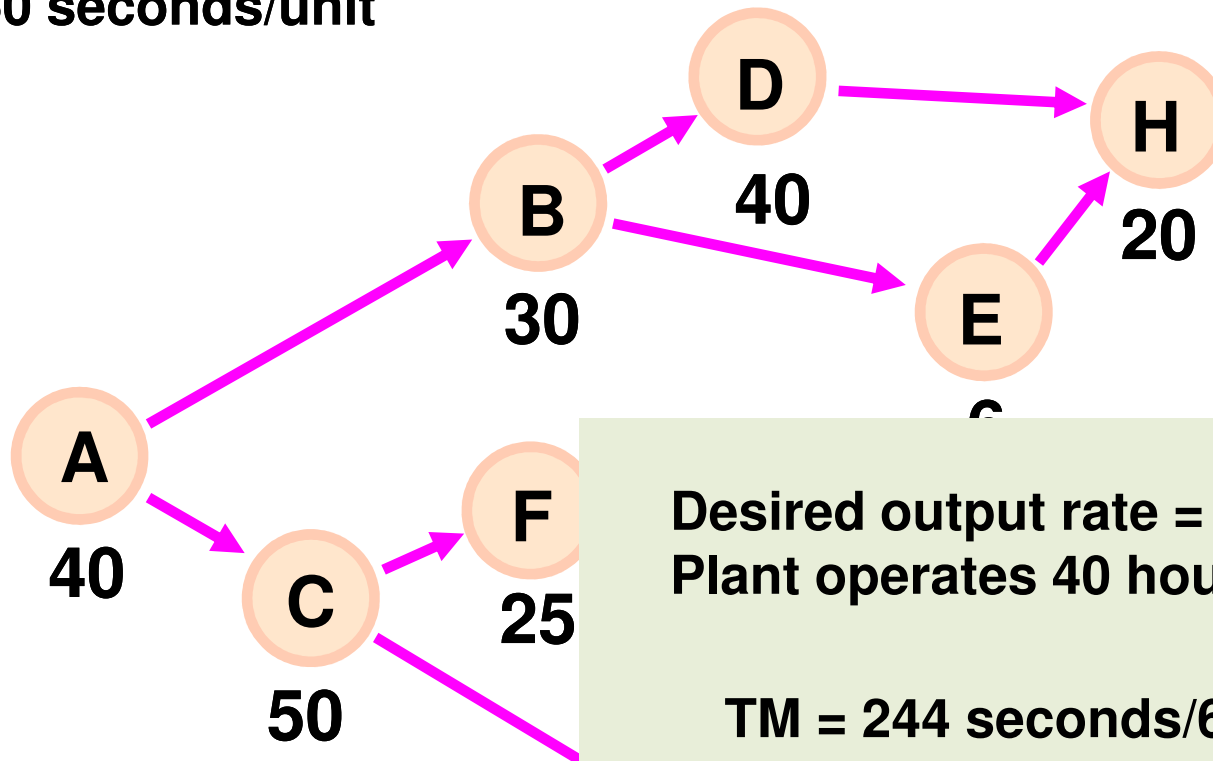 0 seconds/unit
D
40
H
20
B
30
E
6
A
40
F
25
C
50
Desired output rate =
Plant operates 40 hou
TM = 244 seconds/6